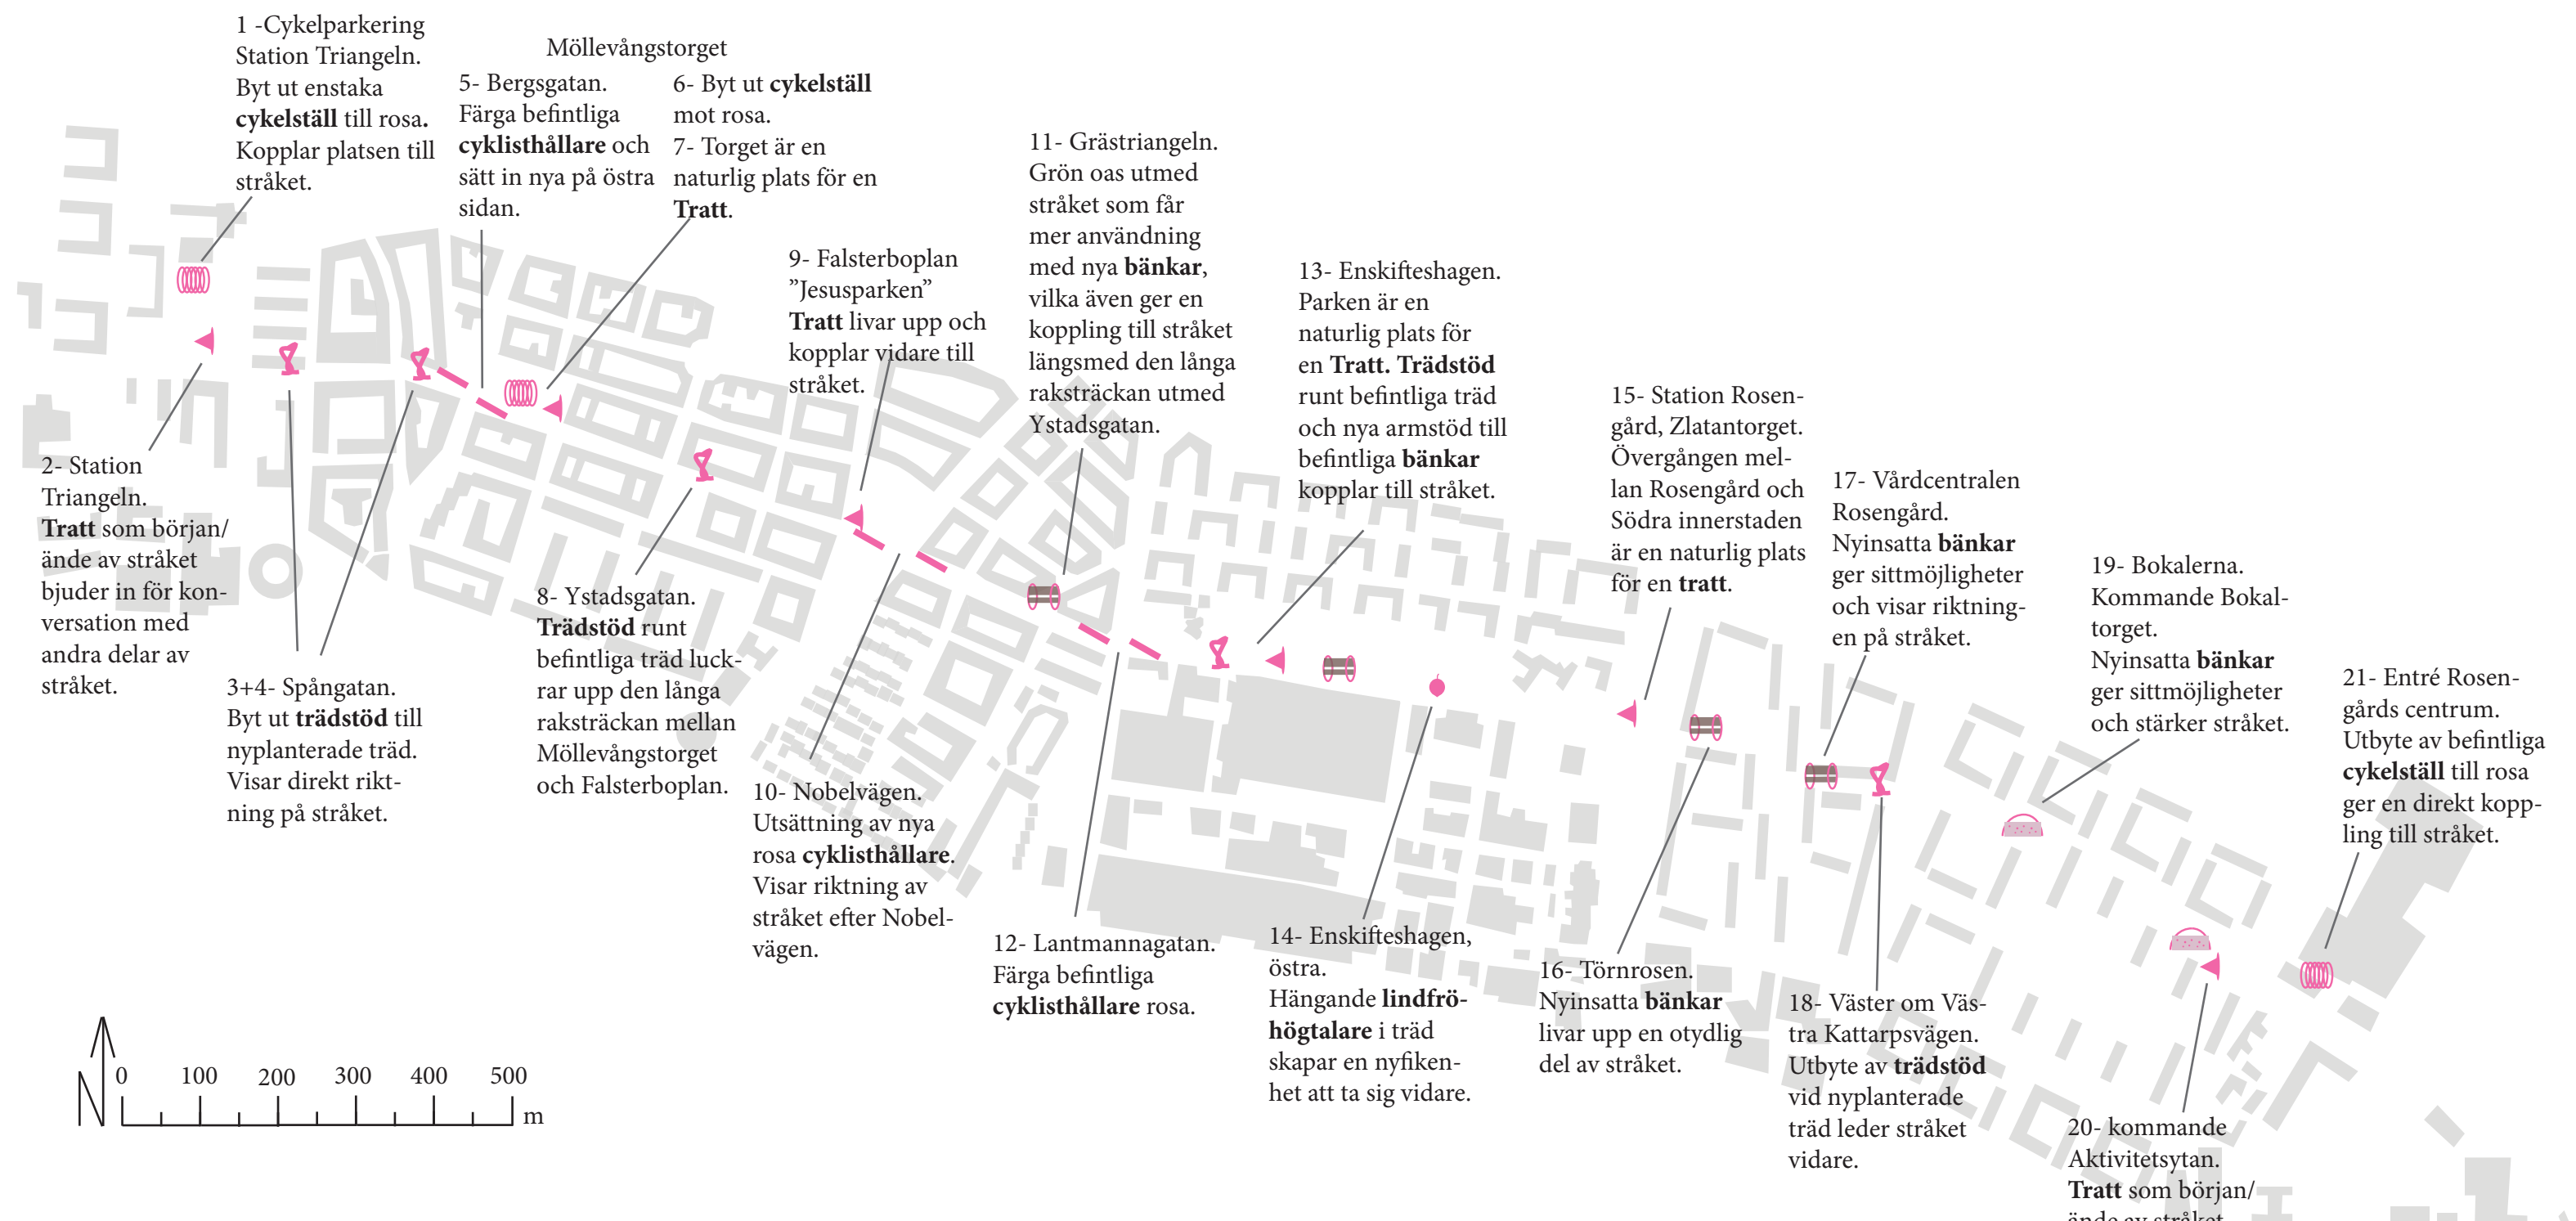 1 -Cykelparkering
Station Triangeln.
Byt ut enstaka
cykelställ till rosa.
Kopplar platsen till
stråket.
Möllevångstorget
5- Bergsgatan.
Färga befintliga
cyklisthållare och
sätt in nya på östra
sidan.
6- Byt ut cykelställ
mot rosa.
7- Torget är en
naturlig plats för en
Tratt.
9- Falsterboplan
”Jesusparken”
Tratt livar upp och
kopplar vidare till
stråket.
11- Grästriangeln.
Grön oas utmed
stråket som får
mer användning
med nya bänkar,
vilka även ger en
koppling till stråket
längsmed den långa
raksträckan utmed
Ystadsgatan.
13- Enskifteshagen.
Parken är en
naturlig plats för
en Tratt. Trädstöd
runt befintliga träd
och nya armstöd till
befintliga bänkar
kopplar till stråket.
15- Station Rosen-
gård, Zlatantorget.
Övergången mel-
lan Rosengård och
Södra innerstaden
är en naturlig plats
för en tratt.
17- Vårdcentralen
Rosengård.
Nyinsatta bänkar
ger sittmöjligheter
och visar riktning-
en på stråket.
19- Bokalerna.
Kommande Bokal-
torget.
Nyinsatta bänkar
ger sittmöjligheter
och stärker stråket.
21- Entré Rosen-
gårds centrum.
Utbyte av befintliga
cykelställ till rosa
ger en direkt kopp-
ling till stråket.
2- Station
Triangeln.
Tratt som början/
ände av stråket
bjuder in för kon-
versation med
andra delar av
stråket.
3+4- Spångatan.
Byt ut trädstöd till
nyplanterade träd.
Visar direkt rikt-
ning på stråket.
8- Ystadsgatan.
Trädstöd runt
befintliga träd luck-
rar upp den långa
raksträckan mellan
Möllevångstorget
och Falsterboplan.
10- Nobelvägen.
Utsättning av nya
rosa cyklisthållare.
Visar riktning av
stråket efter Nobel-
vägen.
12- Lantmannagatan.
Färga befintliga
cyklisthållare rosa.
14- Enskifteshagen,
östra.
Hängande lindfrö-
högtalare i träd
skapar en nyfiken-
het att ta sig vidare.
16- Törnrosen.
Nyinsatta bänkar
livar upp en otydlig
del av stråket.
18- Väster om Väs-
tra Kattarpsvägen.
Utbyte av trädstöd
vid nyplanterade
träd leder stråket
vidare.
20- kommande
Aktivitetsytan.
Tratt som början/
ände av stråket
N
0 100 200 300 400 500
m